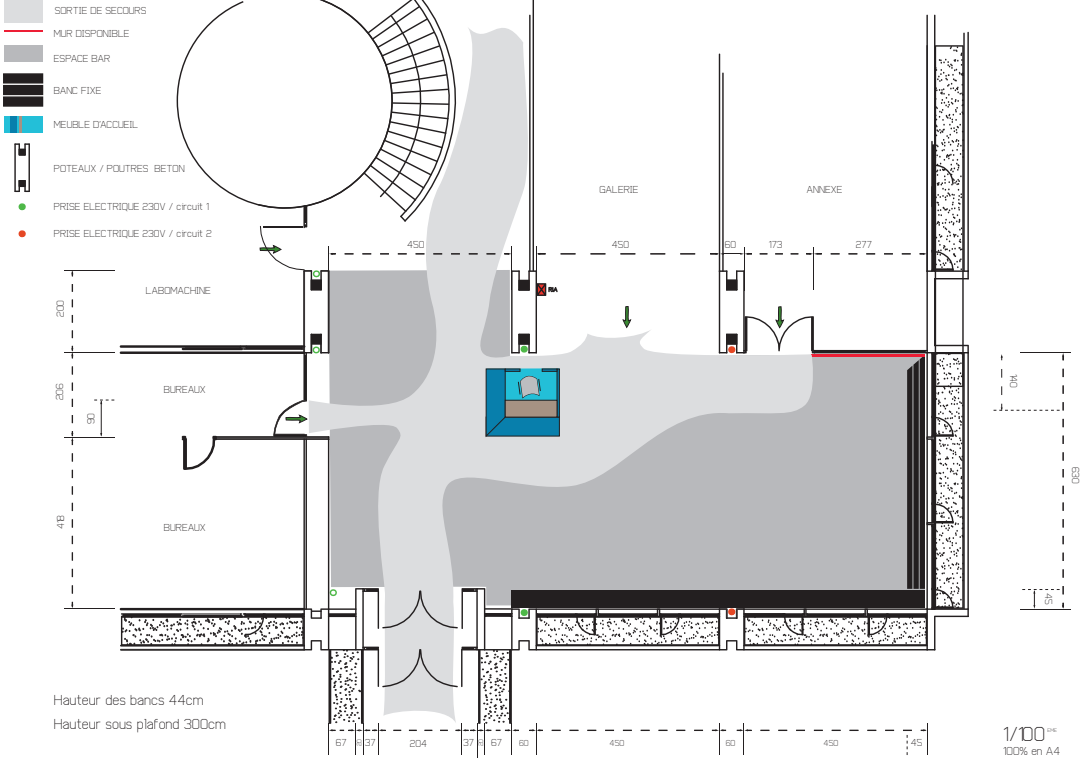 SORTIE DE SECOURS
MUR DISPONIBLE
ESPACE BAR
BANC FIXE
MEUBLE D'ACCUEIL
POTEAUX / POUTRES BETON
PRISE ELECTRIQUE 230V / circuit 1
PRISE ELECTRIQUE 230V / circuit 2
GALERIE
ANNEXE
450
450
60
173
277
LABOMACHINE
RIA
200
BUREAUX
206
90
140
630
BUREAUX
418
45
Hauteur des bancs 44cm
Hauteur sous plafond 300cm
67
37
204
37
67
60
450
60
450
45
1/100 EME
100% en A4